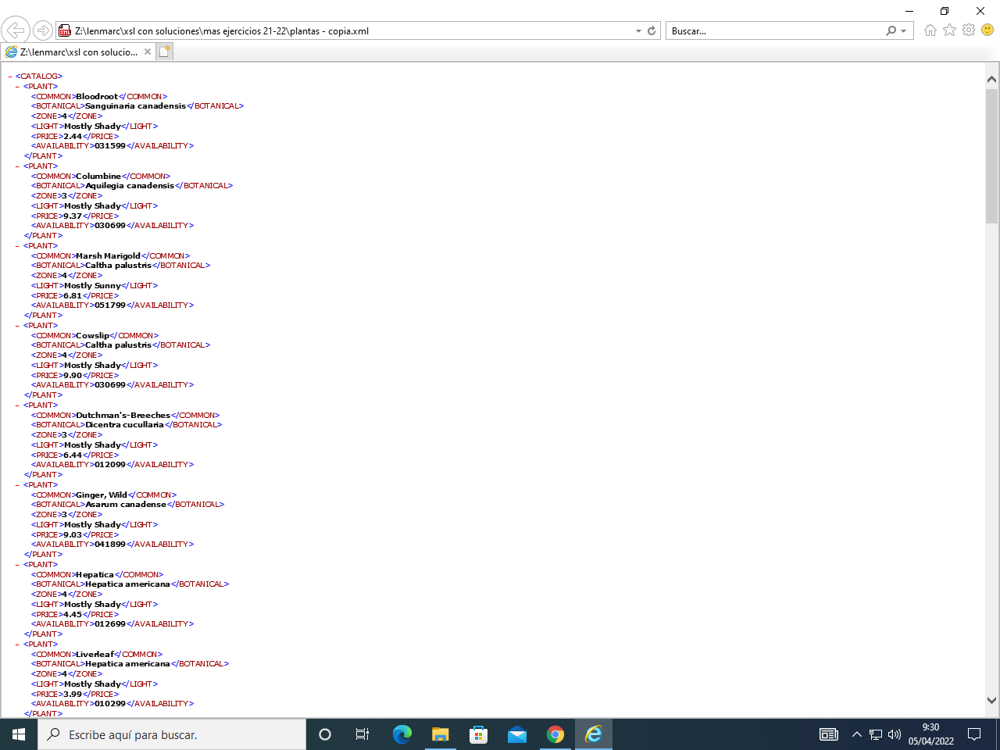 Z:\lenmarc\xsl con soluciones\mas ejercicios 21-22\plantas - copia.xml
Buscar...
Z:\lenmarc\xsl con solucio...
- <CATALOG>
- <PLANT>
<COMMON>Bloodroot</COMMON>
<BOTANICAL>Sanguinaria canadensis</BOTANICAL>
<ZONE>4</ZONE>
<LIGHT>Mostly Shady</LIGHT>
<PRICE>2.44</PRICE>
<AVAILABILITY>031599</AVAILABILITY>
</PLANT>
- <PLANT>
<COMMON>Columbine</COMMON>
<BOTANICAL>Aquilegia canadensis</BOTANICAL>
<ZONE>3</ZONE>
<LIGHT>Mostly Shady</LIGHT>
<PRICE>9.37</PRICE>
<AVAILABILITY>030699</AVAILABILITY>
</PLANT>
- <PLANT>
<COMMON>Marsh Marigold</COMMON>
<BOTANICAL>Caltha palustris</BOTANICAL>
<ZONE>4</ZONE>
<LIGHT>Mostly Sunny</LIGHT>
<PRICE>6.81</PRICE>
<AVAILABILITY>051799</AVAILABILITY>
</PLANT>
- <PLANT>
<COMMON>Cowslip</COMMON>
<BOTANICAL>Caltha palustris</BOTANICAL>
<ZONE>4</ZONE>
<LIGHT>Mostly Shady</LIGHT>
<PRICE>9.90</PRICE>
<AVAILABILITY>030699</AVAILABILITY>
</PLANT>
- <PLANT>
<COMMON>Dutchman's-Breeches</COMMON>
<BOTANICAL>Dicentra cucullaria</BOTANICAL>
<ZONE>3</ZONE>
<LIGHT>Mostly Shady</LIGHT>
<PRICE>6.44</PRICE>
<AVAILABILITY>012099</AVAILABILITY>
</PLANT>
- <PLANT>
<COMMON>Ginger, Wild</COMMON>
<BOTANICAL>Asarum canadense</BOTANICAL>
<ZONE>3</ZONE>
<LIGHT>Mostly Shady</LIGHT>
<PRICE>9.03</PRICE>
<AVAILABILITY>041899</AVAILABILITY>
</PLANT>
- <PLANT>
<COMMON>Hepatica</COMMON>
<BOTANICAL>Hepatica americana</BOTANICAL>
<ZONE>4</ZONE>
<LIGHT>Mostly Shady</LIGHT>
<PRICE>4.45</PRICE>
<AVAILABILITY>012699</AVAILABILITY>
</PLANT>
- <PLANT>
<COMMON>Liverleaf</COMMON>
<BOTANICAL>Hepatica americana</BOTANICAL>
<ZONE>4</ZONE>
<LIGHT>Mostly Shady</LIGHT>
<PRICE>3.99</PRICE>
<AVAILABILITY>010299</AVAILABILITY>
</PLANT>
Escribe aquí para buscar.
9:30
05/04/2022